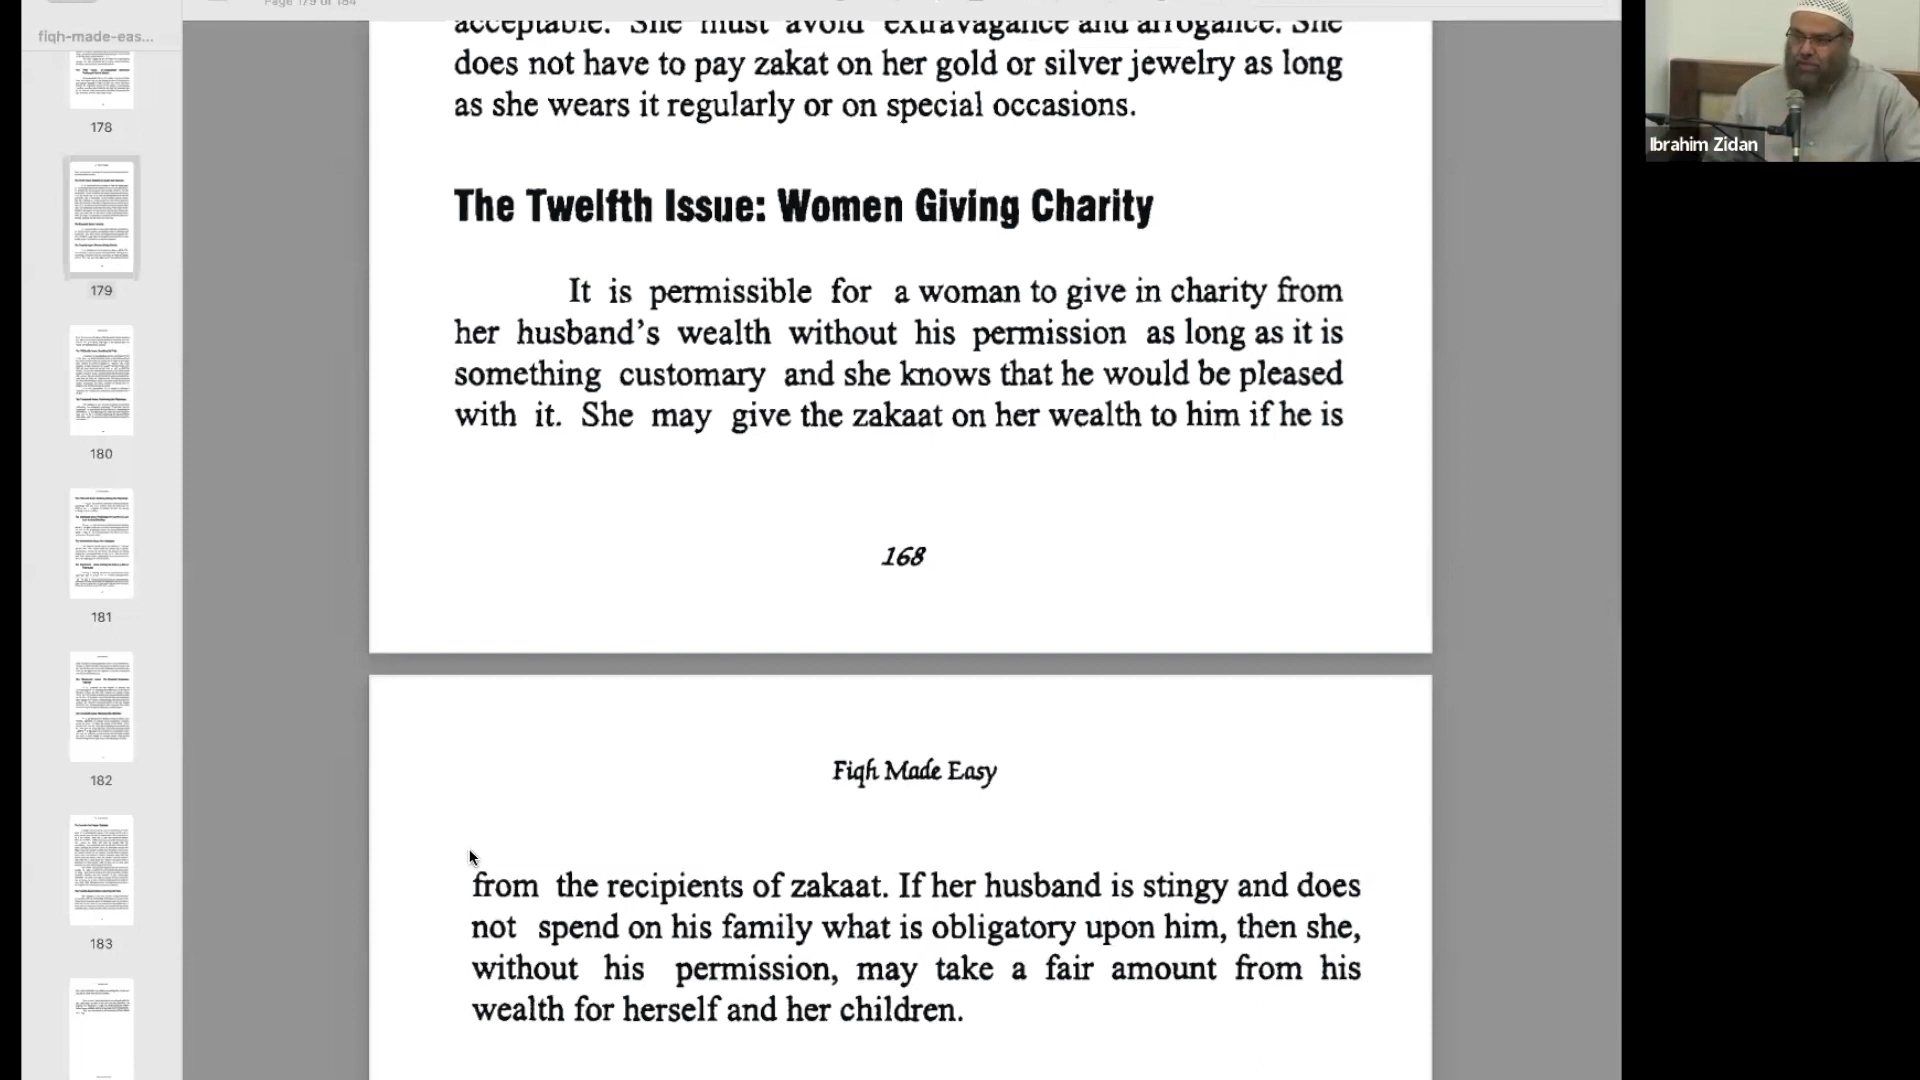 Page 179 of 184
fiqh-made-eas...
178
179
180
181
182
183
acceptable. She must avoid extravagance and arrogance. She
does not have to pay zakat on her gold or silver jewelry as long
as she wears it regularly or on special occasions.
The Twelfth Issue: Women Giving Charity
It is permissible for a woman to give in charity from
her husband's wealth without his permission as long as it is
something customary and she knows that he would be pleased
with it. She may give the zakaat on her wealth to him if he is
168
Fiqh Made Easy
from the recipients of zakaat. If her husband is stingy and does
not spend on his family what is obligatory upon him, then she,
without his permission, may take a fair amount from his
wealth for herself and her children.
Ibrahim Zidan